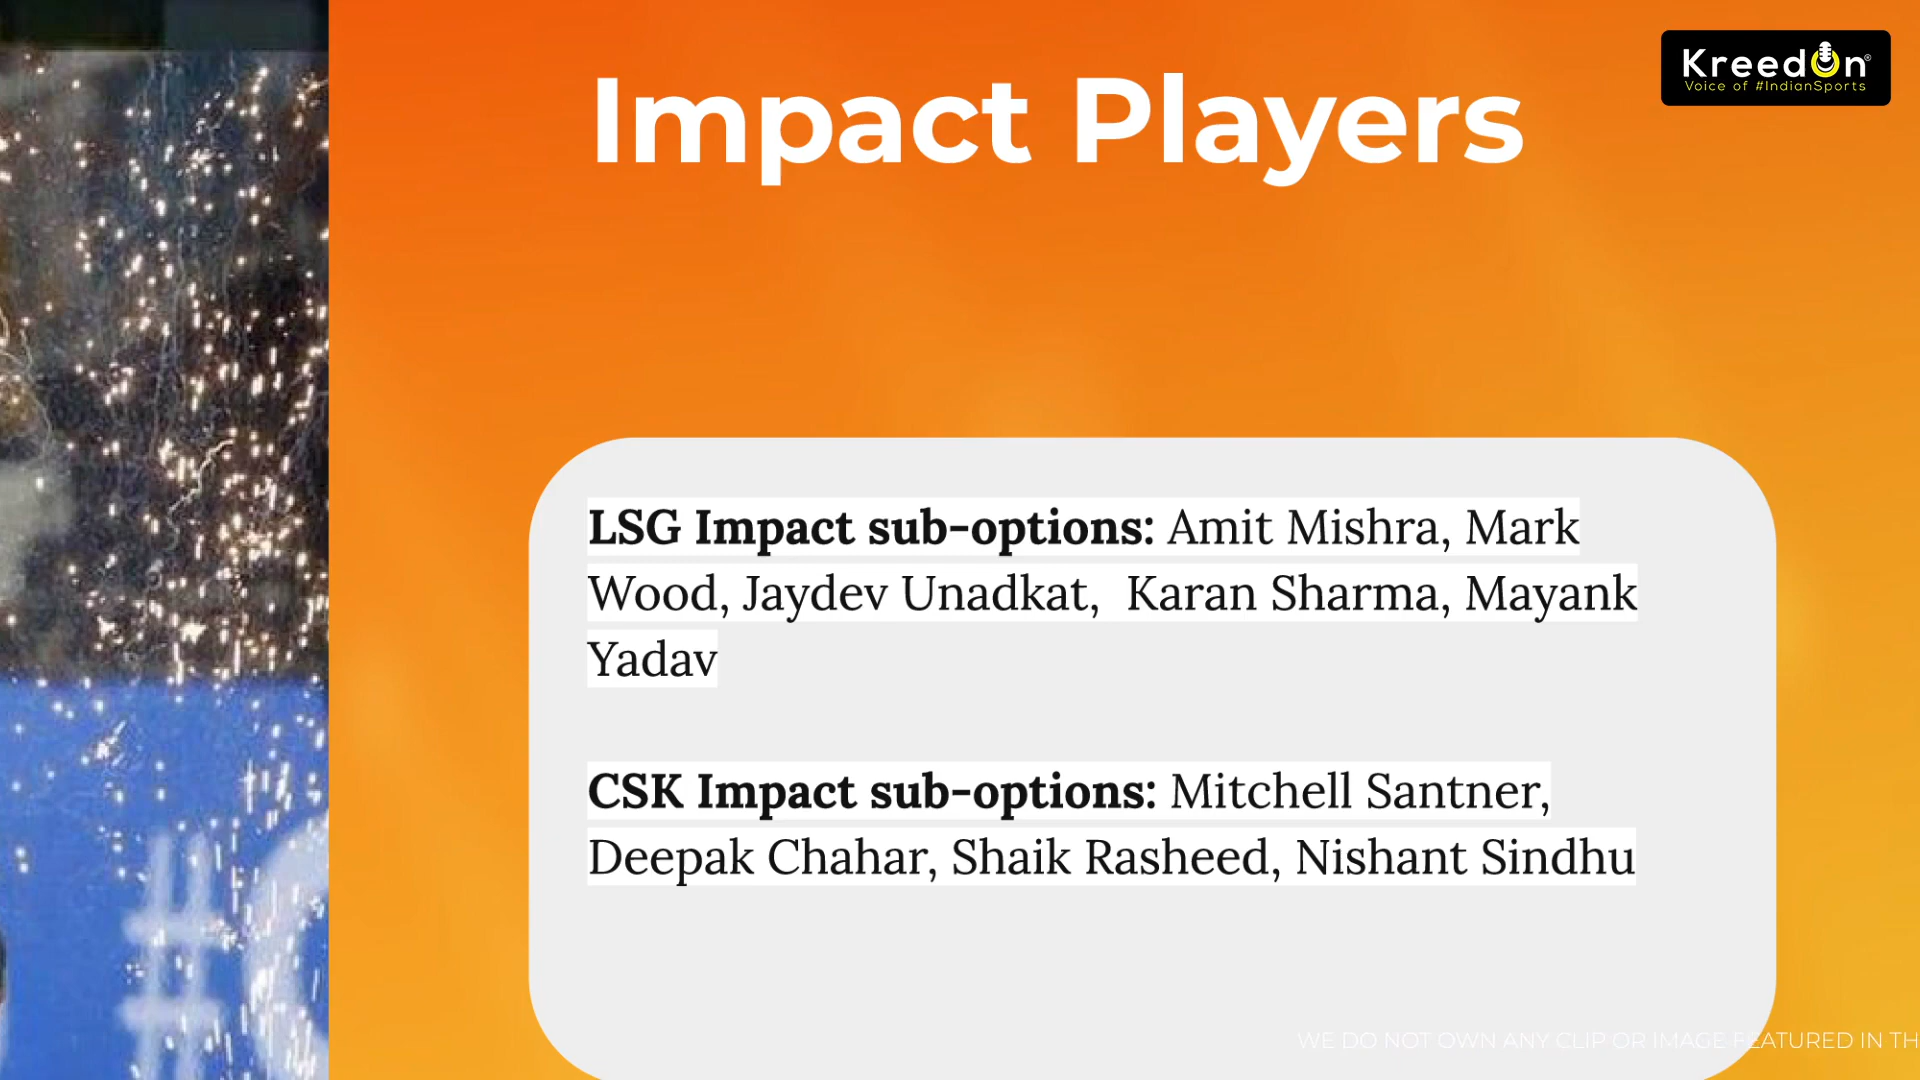 Impact Players
KreedOn®
Voice of #IndianSports
LSG Impact sub-options: Amit Mishra, Mark
Wood, Jaydev Unadkat,  Karan Sharma, Mayank
Yadav
CSK Impact sub-options: Mitchell Santner,
Deepak Chahar, Shaik Rasheed, Nishant Sindhu
#
WE DO NOT OWN ANY CLIP OR IMAGE FEATURED IN TH